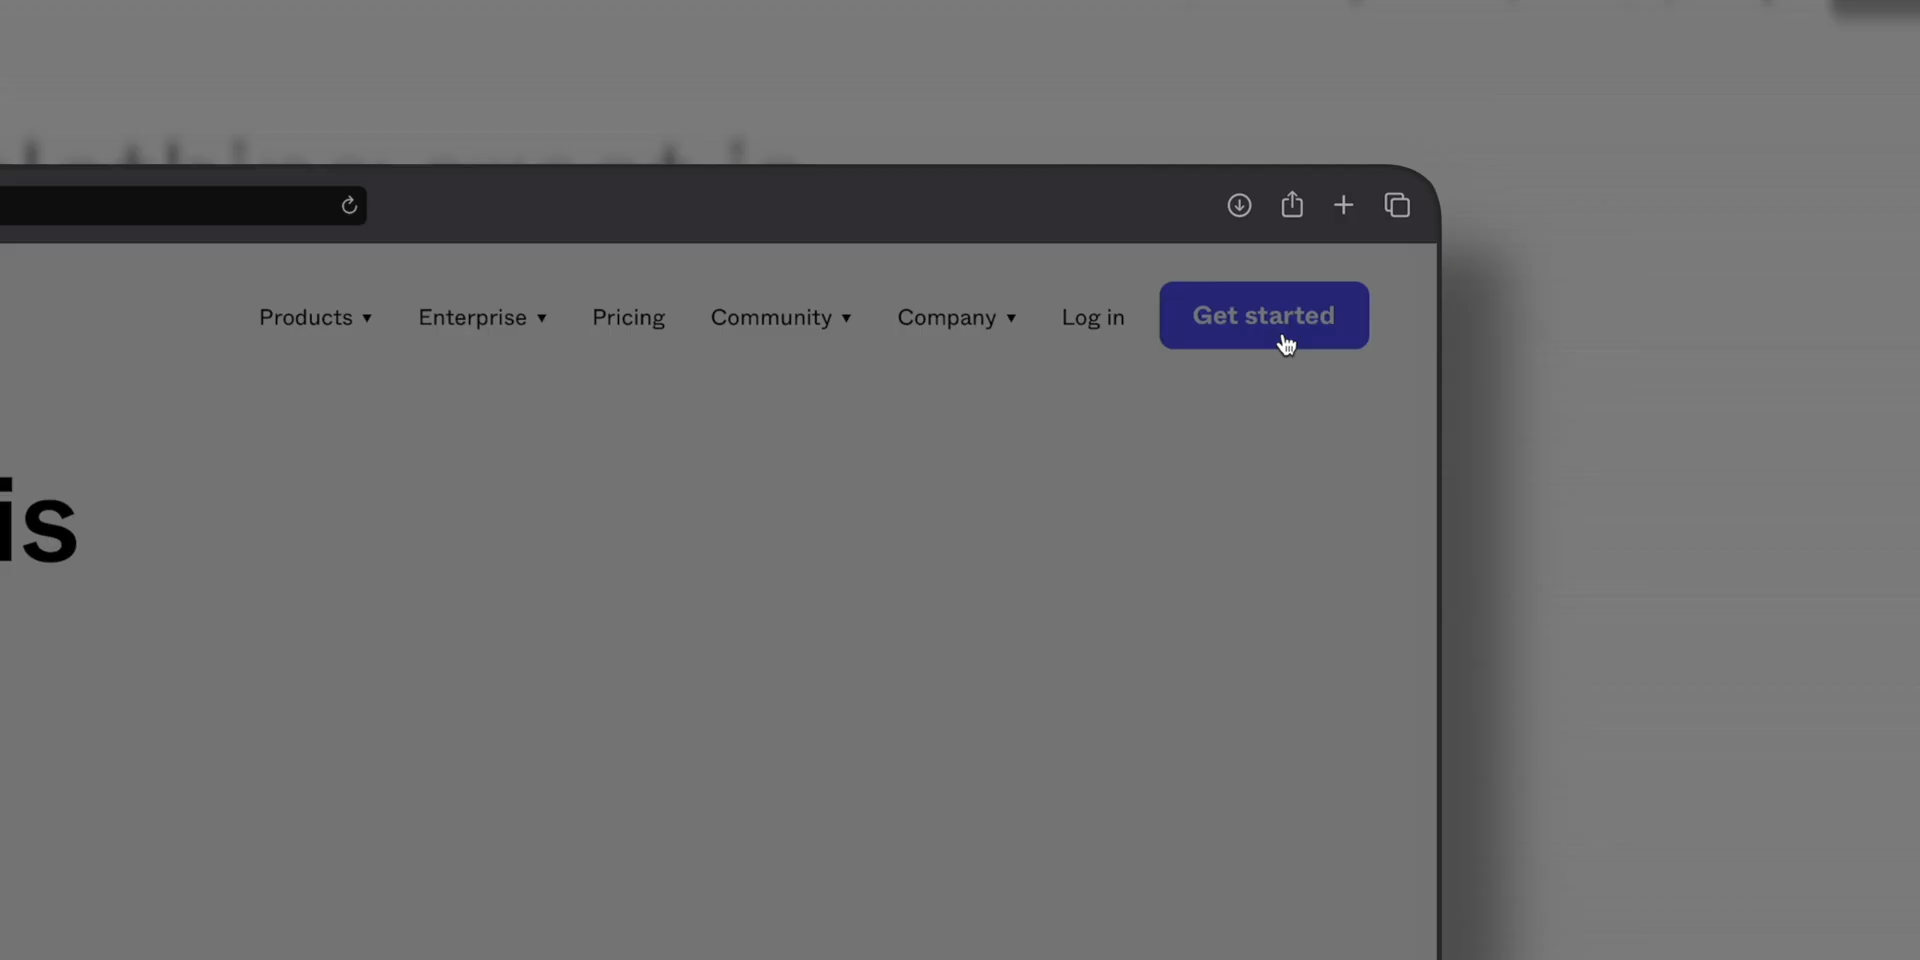 Products ▾ Enterprise ▾ Pricing Community ▾ Company ▾ Log in Get started
is